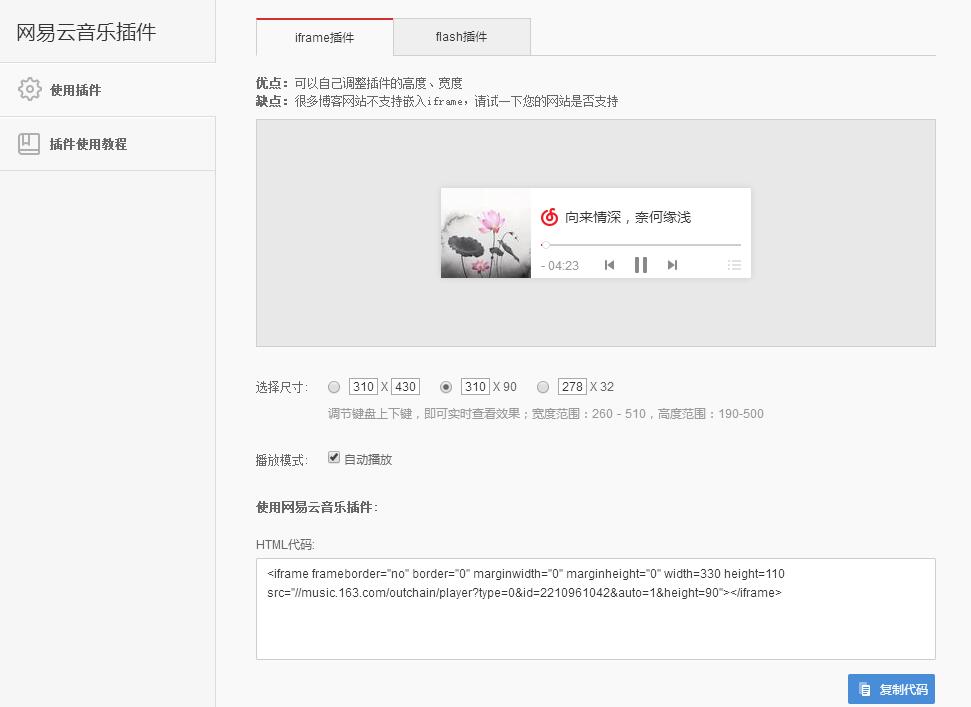 网易云音乐插件
使用插件
插件使用教程
iframe插件
flash插件
优点：可以自己调整插件的高度、宽度
缺点：很多博客网站不支持嵌入iframe，请试一下您的网站是否支持
向来情深，奈何缘浅
- 04:23
选择尺寸： 310 X 430 310 X 90 278 X 32
调节键盘上下键，即可实时查看效果；宽度范围：260 - 510，高度范围：190-500
播放模式： 自动播放
使用网易云音乐插件：
HTML代码:
<iframe frameborder="no" border="0" marginwidth="0" marginheight="0" width=330 height=110
src="//music.163.com/outchain/player?type=0&id=2210961042&auto=1&height=90"></iframe>
复制代码